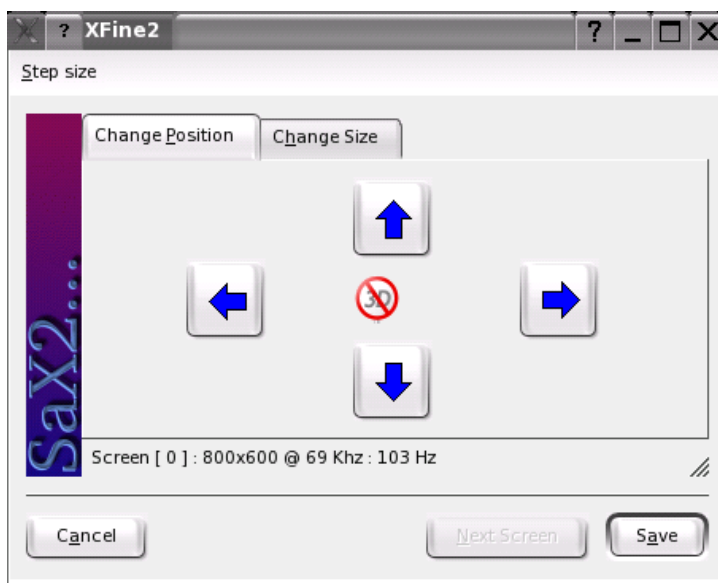 ? XFine2 ?
Step size
Change Position Change Size
3D
SaX2...
Screen [ 0 ] : 800x600 @ 69 Khz : 103 Hz
Cancel Next Screen Save